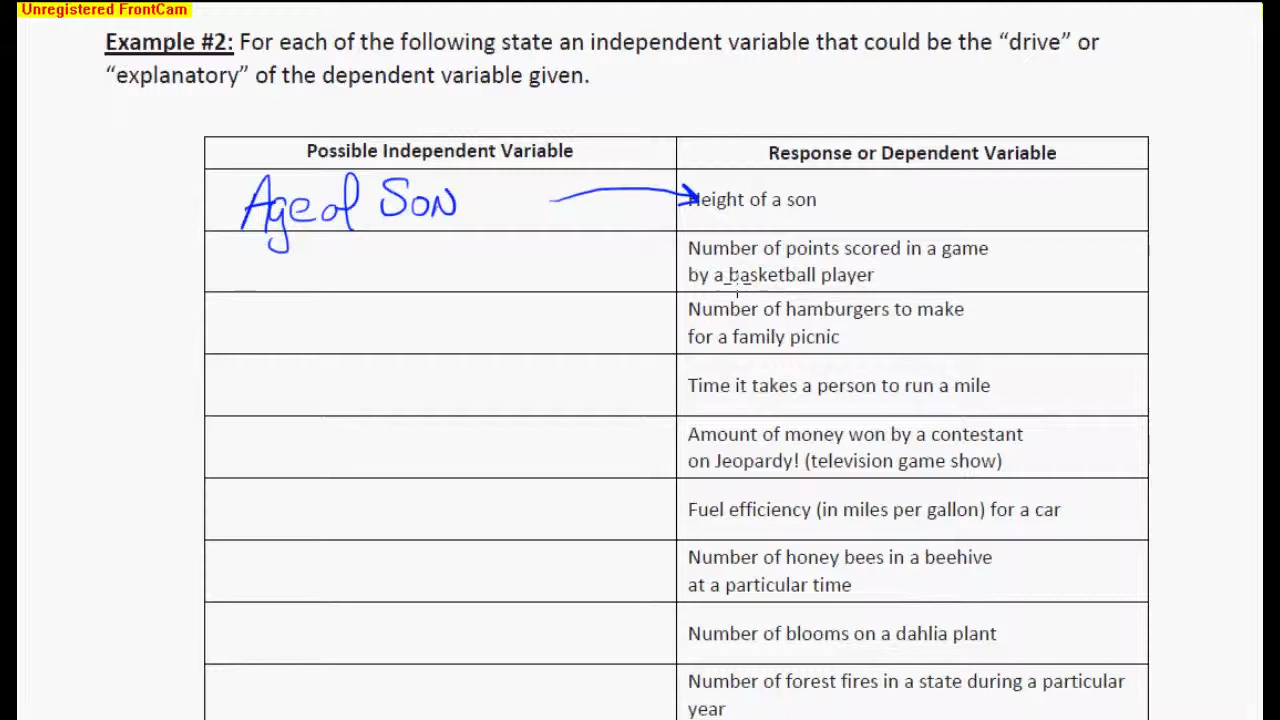 Unregistered FrontCam
Example #2: For each of the following state an independent variable that could be the “drive” or
“explanatory” of the dependent variable given.
Possible Independent Variable
Response or Dependent Variable
Age of Son
Height of a son
Number of points scored in a game
by a basketball player
Number of hamburgers to make
for a family picnic
Time it takes a person to run a mile
Amount of money won by a contestant
on Jeopardy! (television game show)
Fuel efficiency (in miles per gallon) for a car
Number of honey bees in a beehive
at a particular time
Number of blooms on a dahlia plant
Number of forest fires in a state during a particular
year